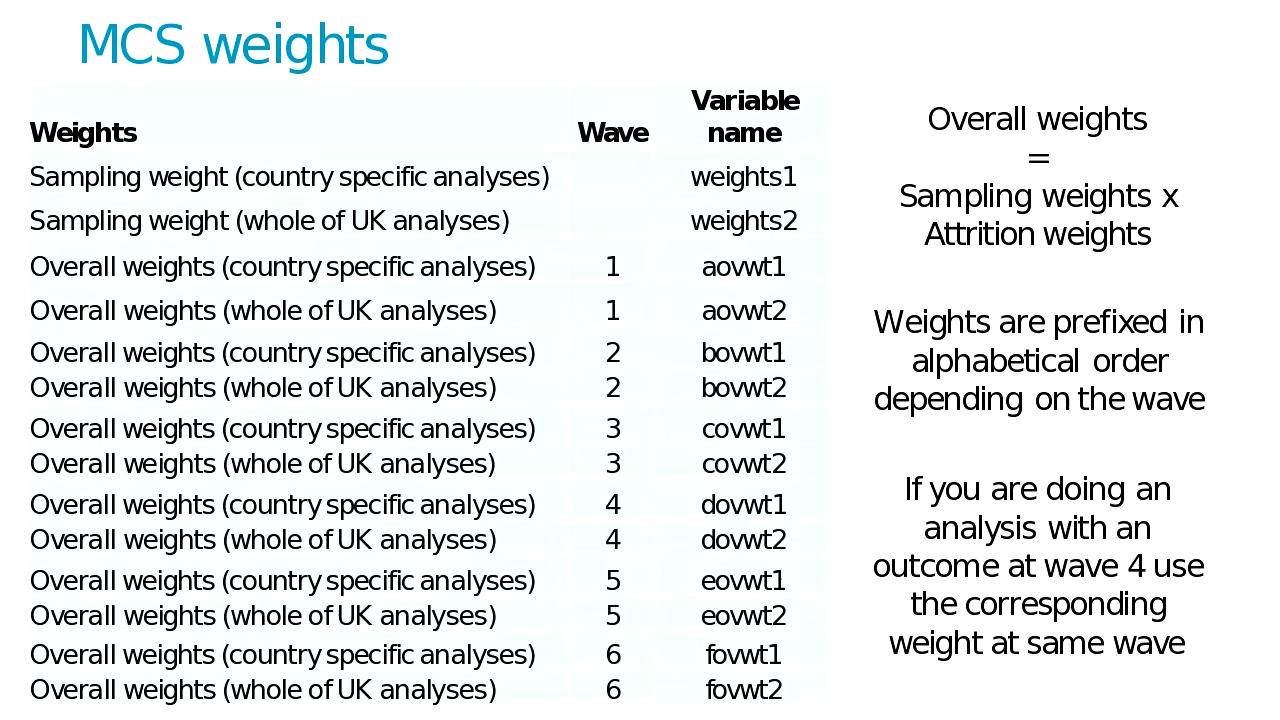 MCS weights
Weights Wave Variable name
Sampling weight (country specific analyses) weights1
Sampling weight (whole of UK analyses) weights2
Overall weights (country specific analyses) 1 aovwt1
Overall weights (whole of UK analyses) 1 aovwt2
Overall weights (country specific analyses) 2 bovwt1
Overall weights (whole of UK analyses) 2 bovwt2
Overall weights (country specific analyses) 3 covwt1
Overall weights (whole of UK analyses) 3 covwt2
Overall weights (country specific analyses) 4 dovwt1
Overall weights (whole of UK analyses) 4 dovwt2
Overall weights (country specific analyses) 5 eovwt1
Overall weights (whole of UK analyses) 5 eovwt2
Overall weights (country specific analyses) 6 fovwt1
Overall weights (whole of UK analyses) 6 fovwt2
Overall weights
=
Sampling weights x
Attrition weights
Weights are prefixed in
alphabetical order
depending on the wave
If you are doing an
analysis with an
outcome at wave 4 use
the corresponding
weight at same wave